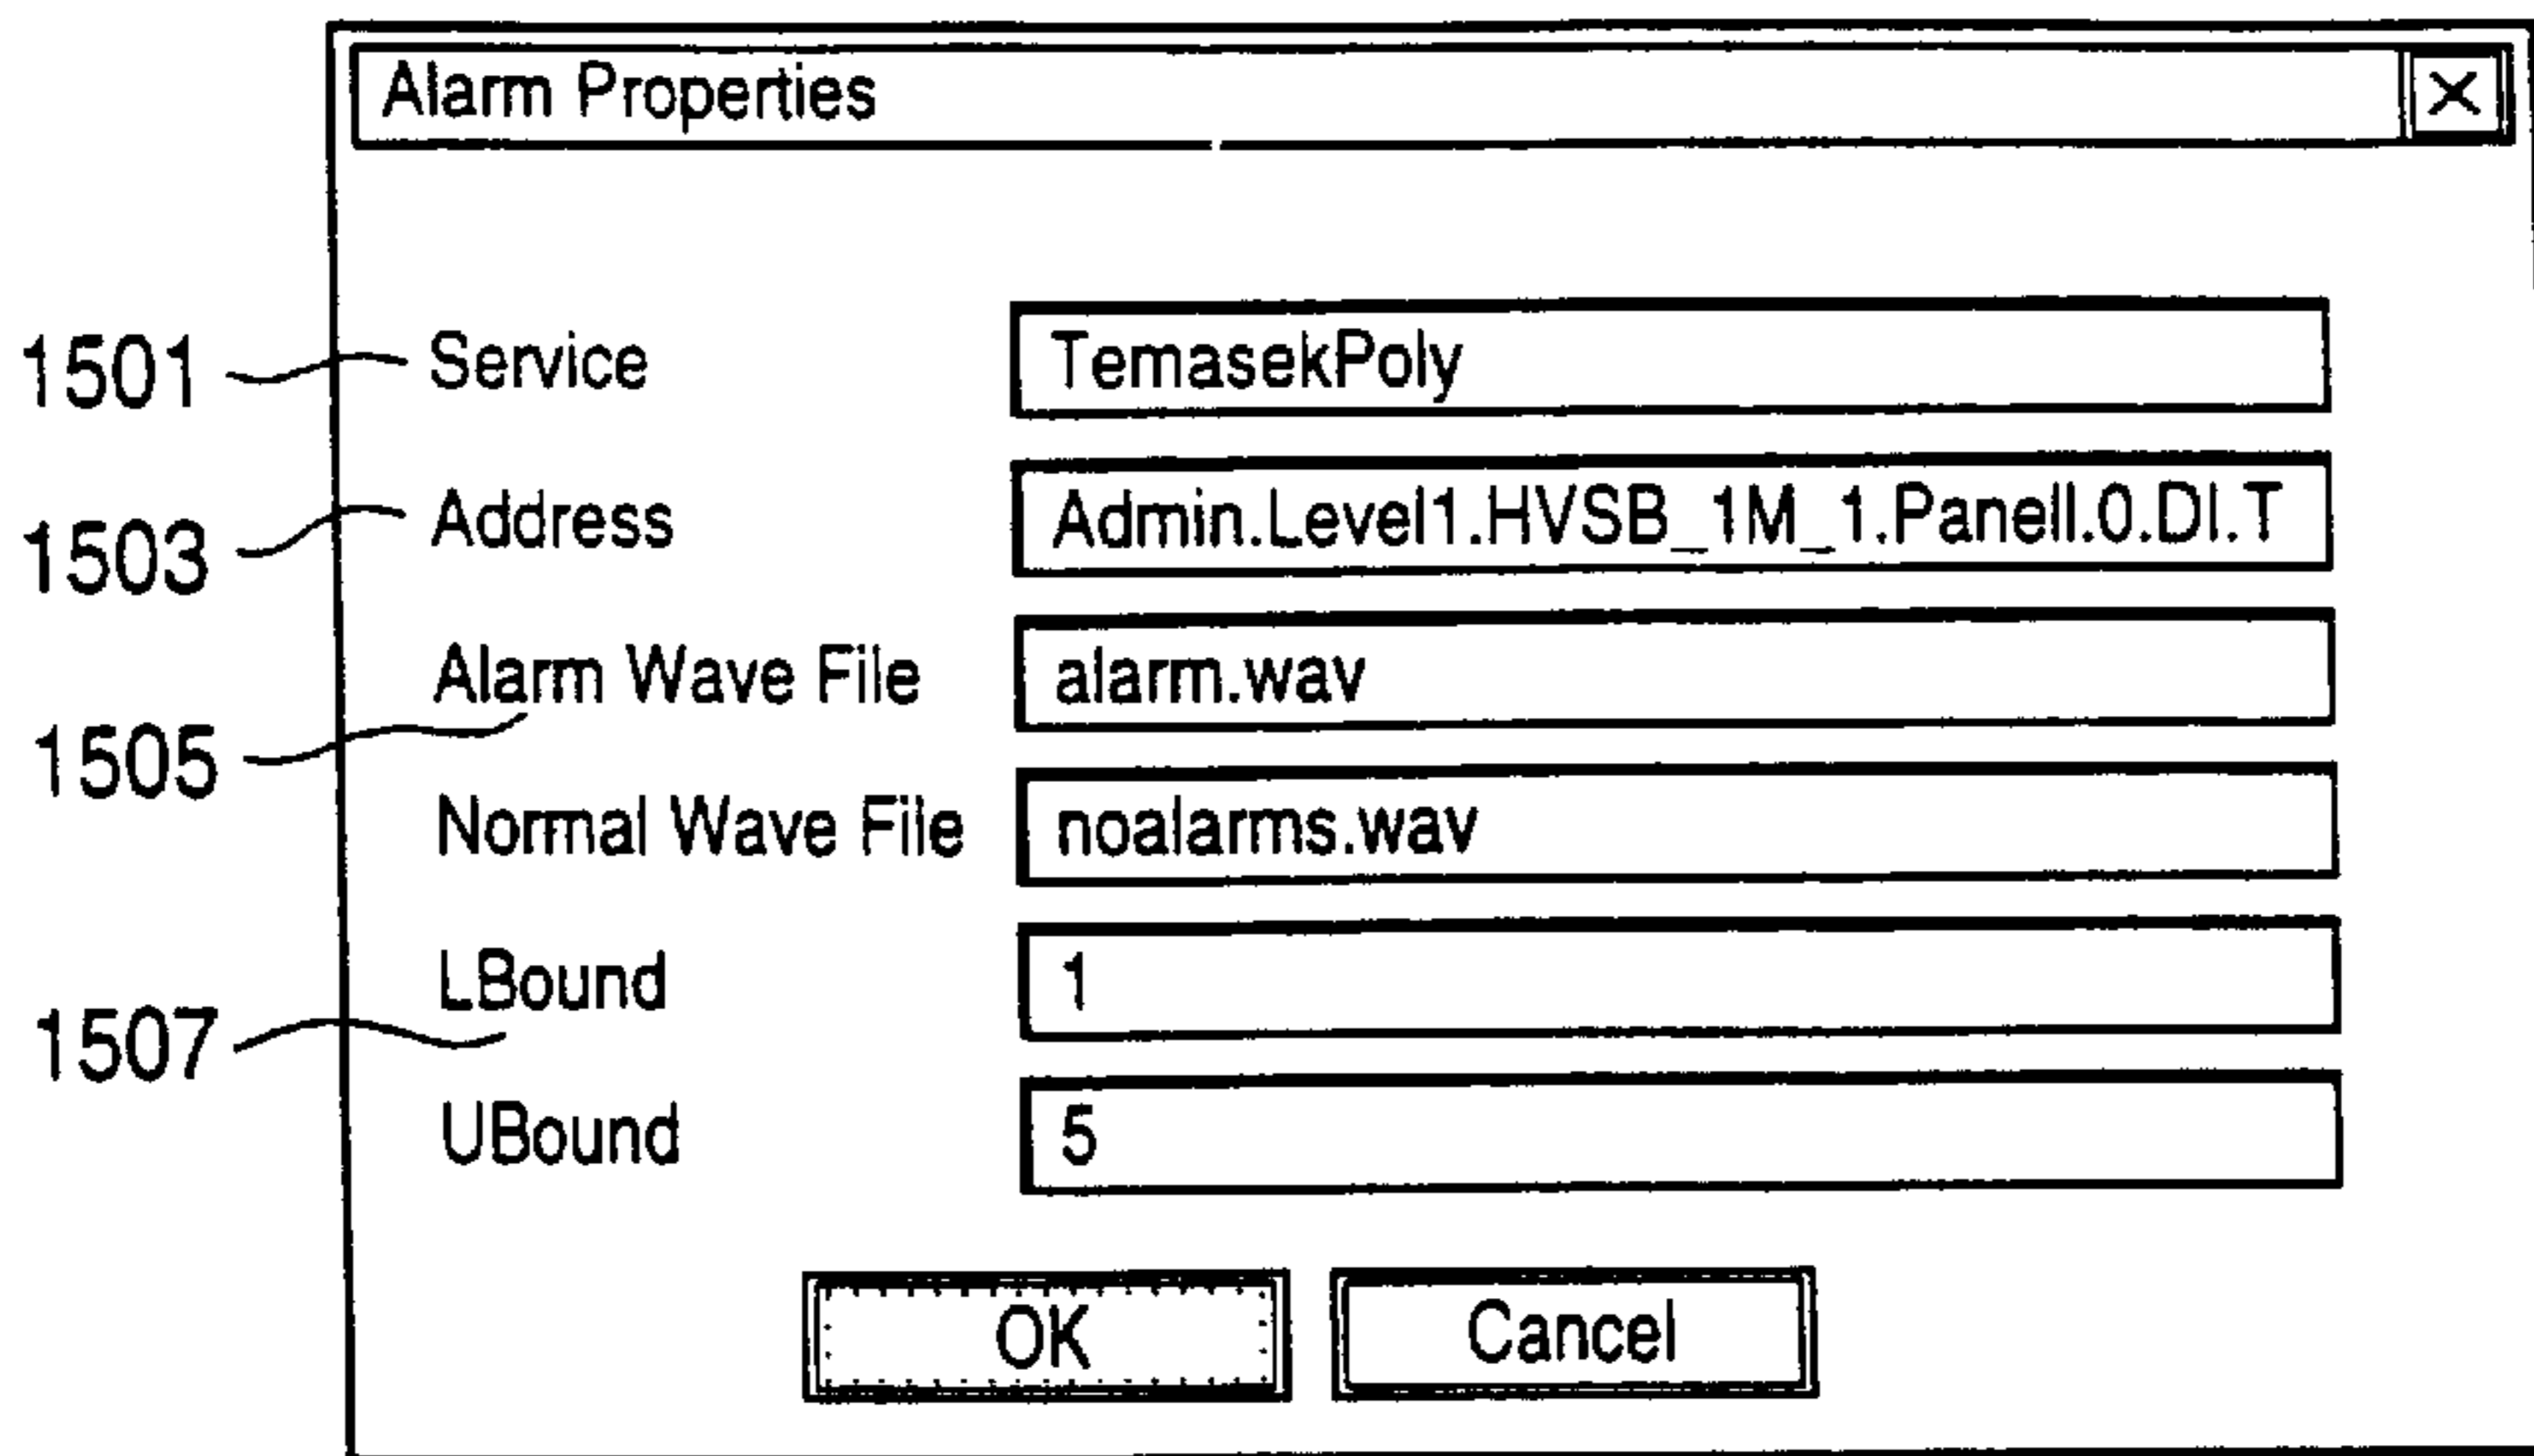 Alarm Properties
1501 Service TemasekPoly
1503 Address Admin.Level1.HVSB_1M_1.Panell.0.DI.T
Alarm Wave File alarm.wav
1505
Normal Wave File noalarms.wav
LBound 1
1507
UBound 5
OK Cancel